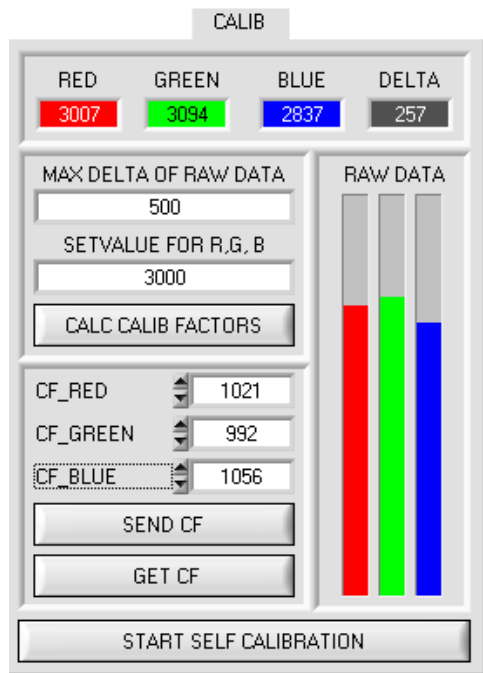 CALIB
RED GREEN BLUE DELTA
3007 3094 2837 257
MAX DELTA OF RAW DATA
500
SETVALUE FOR R,G, B
3000
CALC CALIB FACTORS
RAW DATA
CF_RED 1021
CF_GREEN 992
CF_BLUE 1056
SEND CF
GET CF
START SELF CALIBRATION